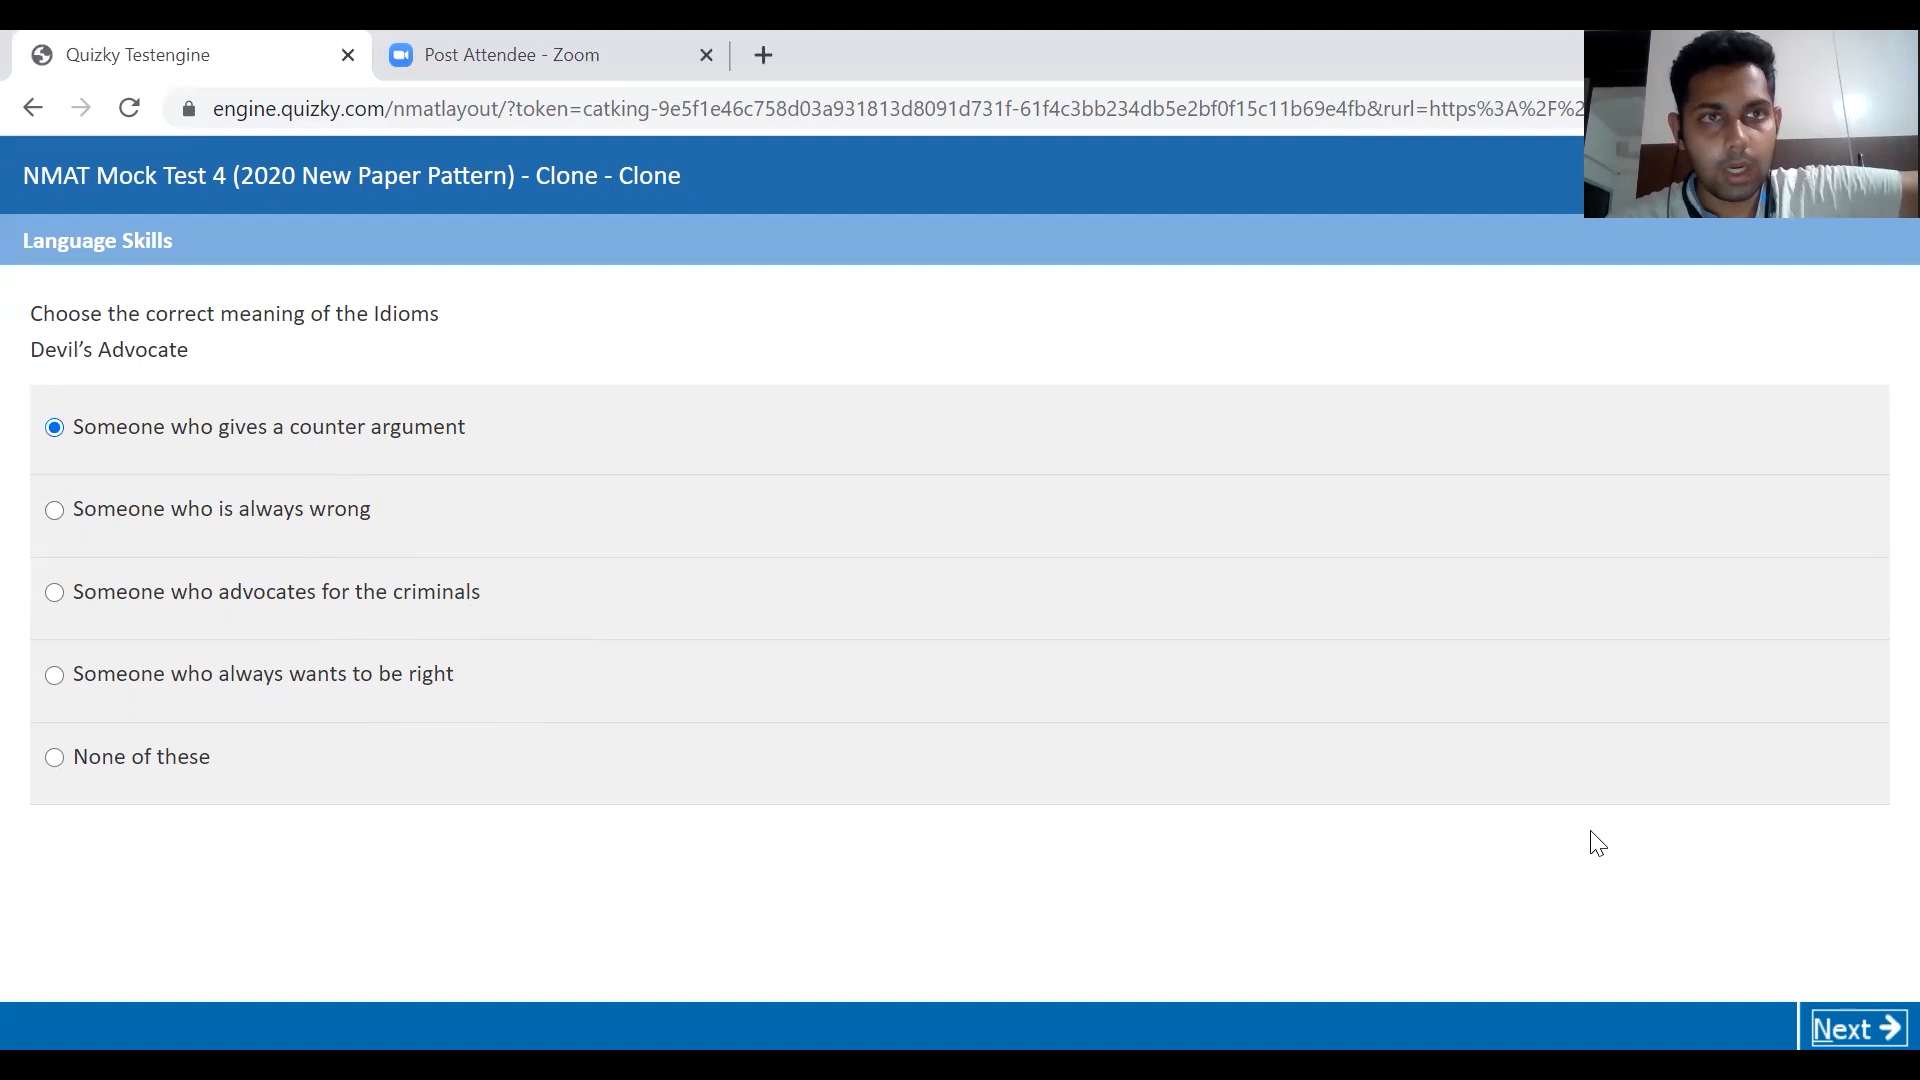 Quizky Testengine
Post Attendee - Zoom
engine.quizky.com/nmatlayout/?token=catking-9e5f1e46c758d03a931813d8091d731f-61f4c3bb234db5e2bf0f15c11b69e4fb&rurl=https%3A%2F%2
NMAT Mock Test 4 (2020 New Paper Pattern) - Clone - Clone
Language Skills
Choose the correct meaning of the Idioms
Devil’s Advocate
Someone who gives a counter argument
Someone who is always wrong
Someone who advocates for the criminals
Someone who always wants to be right
None of these
Next